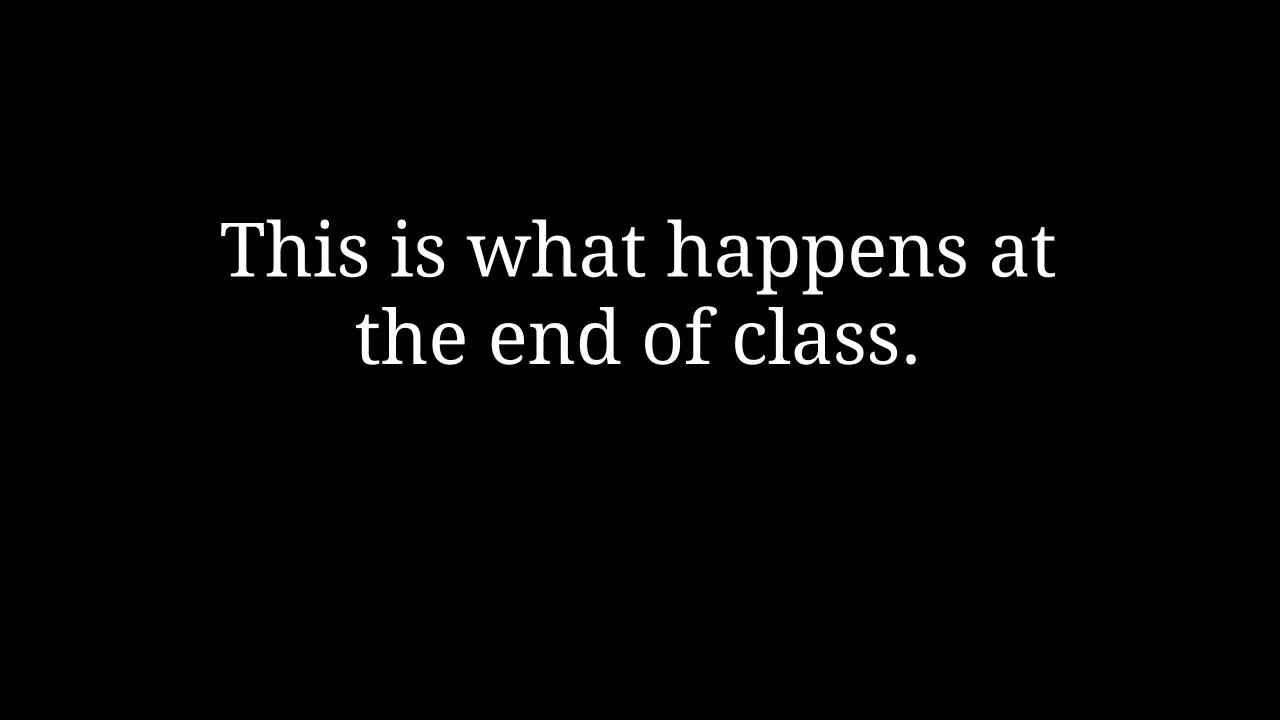 This is what happens at
the end of class.